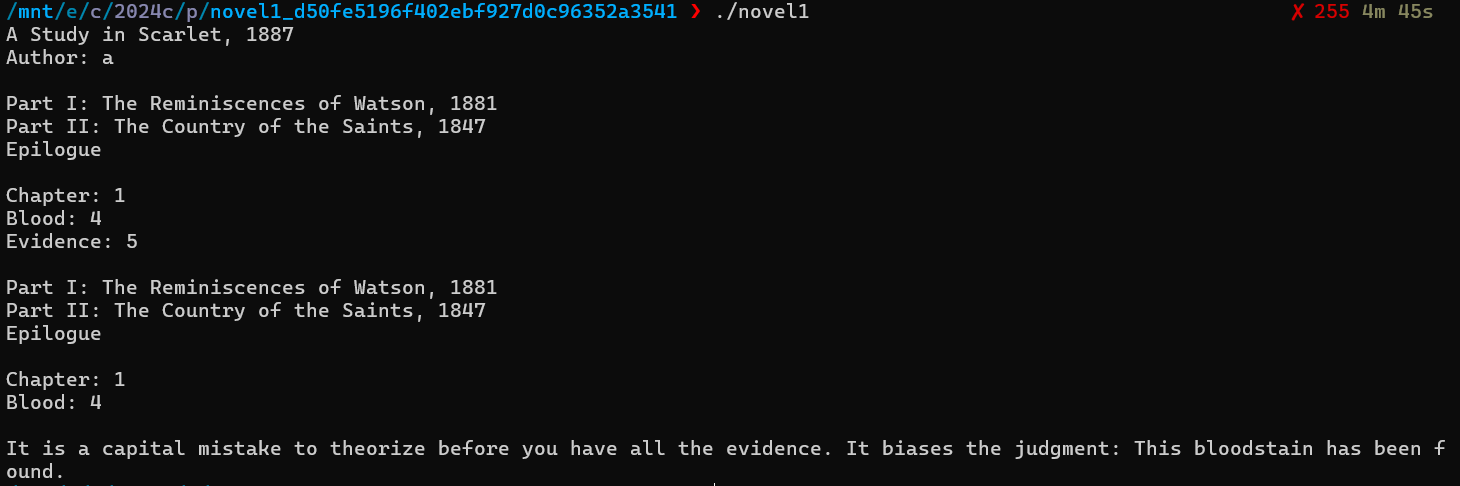 /mnt/e/c/2024c/p/novel1_d50fe5196f402ebf927d0c96352a3541 ❯ ./novel1 ✗ 255 4m 45s
A Study in Scarlet, 1887
Author: a
Part I: The Reminiscences of Watson, 1881
Part II: The Country of the Saints, 1847
Epilogue
Chapter: 1
Blood: 4
Evidence: 5
Part I: The Reminiscences of Watson, 1881
Part II: The Country of the Saints, 1847
Epilogue
Chapter: 1
Blood: 4
It is a capital mistake to theorize before you have all the evidence. It biases the judgment: This bloodstain has been f
ound.